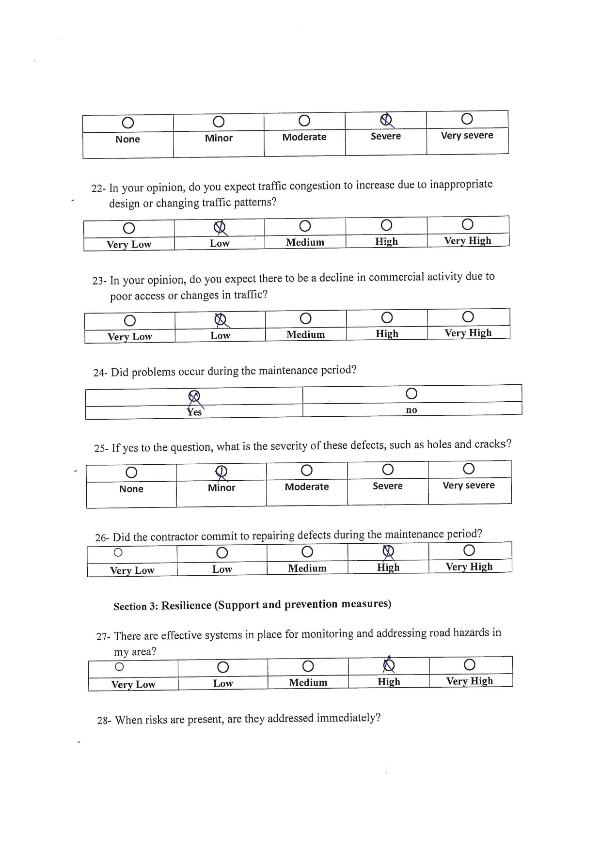 None Minor Moderate Severe Very severe
22- In your opinion, do you expect traffic congestion to increase due to inappropriate
design or changing traffic patterns?
Very Low Low Medium High Very High
23- In your opinion, do you expect there to be a decline in commercial activity due to
poor access or changes in traffic?
Very Low Low Medium High Very High
24- Did problems occur during the maintenance period?
Yes no
25- If yes to the question, what is the severity of these defects, such as holes and cracks?
None Minor Moderate Severe Very severe
26- Did the contractor commit to repairing defects during the maintenance period?
Very Low Low Medium High Very High
Section 3: Resilience (Support and prevention measures)
27- There are effective systems in place for monitoring and addressing road hazards in
my area?
Very Low Low Medium High Very High
28- When risks are present, are they addressed immediately?